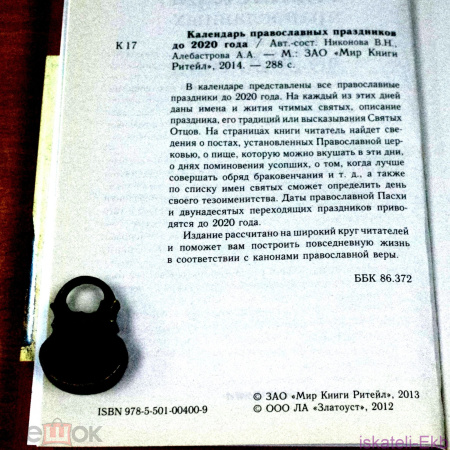 К 17
Календарь православных праздников
до 2020 года / Авт.-сост. Никонова В.Н.,
Алебастрова А.А. — М.: ЗАО «Мир Книги
Ритейл», 2014. — 288 с.
В календаре представлены все православные
праздники до 2020 года. На каждый из этих дней
даны имена и жития чтимых святых, описание
праздника, его традиций или высказывания Святых
Отцов. На страницах книги читатель найдет све-
дения о постах, установленных Православной цер-
ковью, о пище, которую можно вкушать в эти дни,
о днях поминовения усопших, о том, когда лучше
совершать обряд браковенчания и т. д., а также
по списку имен святых сможет определить день
своего тезоименитства. Даты православной Пасхи
и двунадесятых переходящих праздников приво-
дятся до 2020 года.
Издание рассчитано на широкий круг читателей
и поможет вам построить повседневную жизнь
в соответствии с канонами православной веры.
ББК 86.372
© ЗАО «Мир Книги Ритейл», 2013
ISBN 978-5-501-00400-9
© ООО ЛА «Златоуст», 2012
мешок
iskateli-Ekb